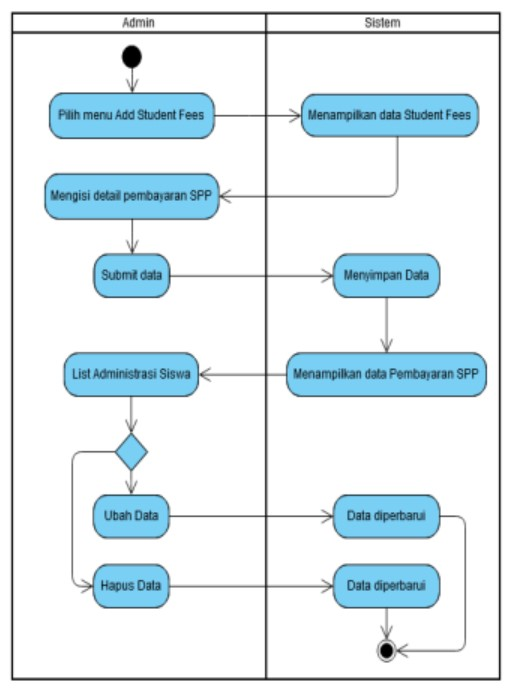 Admin
Sistem
Pilih menu Add Student Fees
Menampilkan data Student Fees
Mengisi detail pembayaran SPP
Submit data
Menyimpan Data
List Administrasi Siswa
Menampilkan data Pembayaran SPP
Ubah Data
Data diperbarui
Hapus Data
Data diperbarui